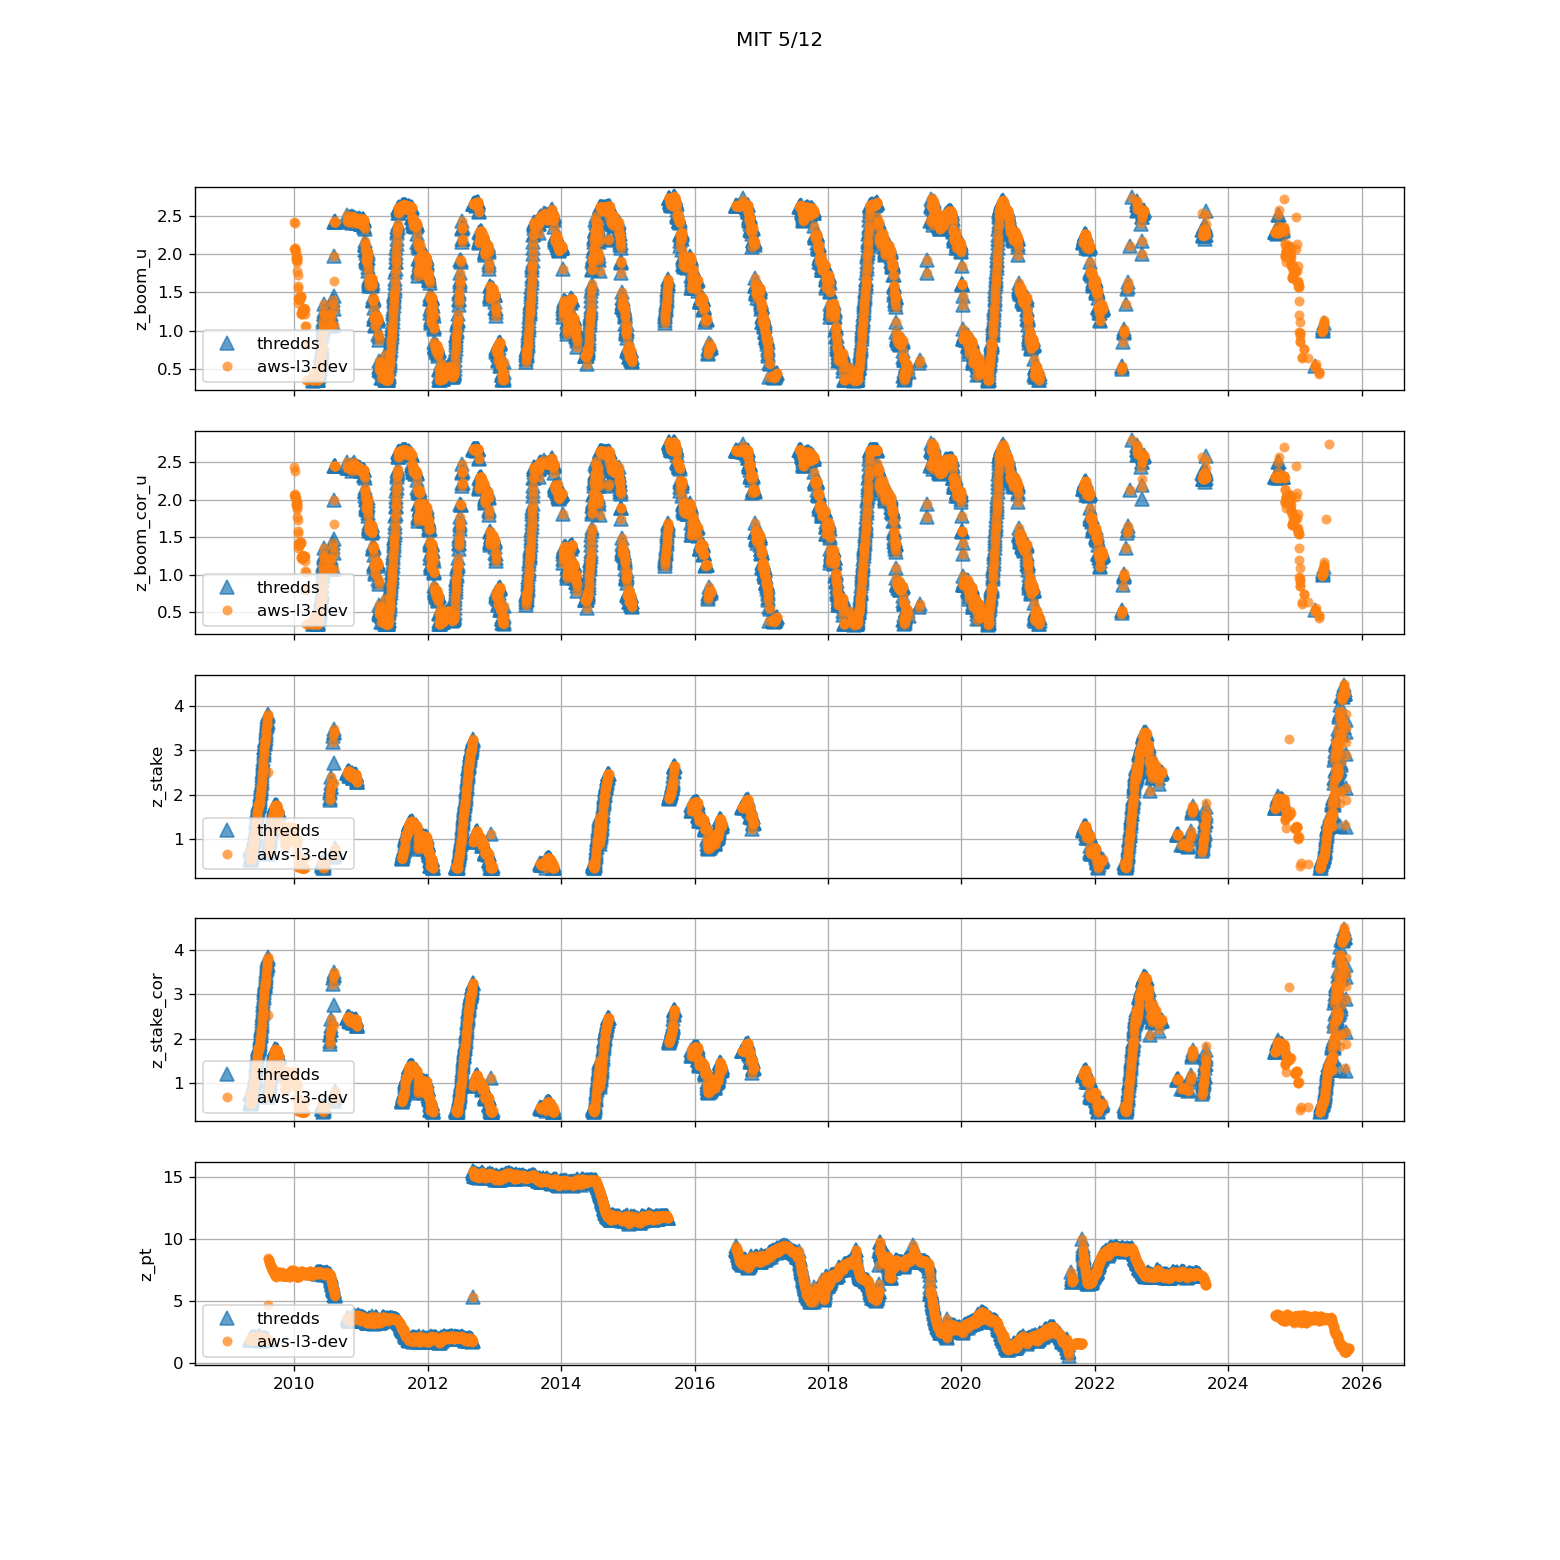 MIT 5/12
z_boom_u
2.5
2.0
1.5
1.0
0.5
thredds
aws-l3-dev
z_boom_cor_u
2.5
2.0
1.5
1.0
0.5
thredds
aws-l3-dev
z_stake
4
3
2
1
thredds
aws-l3-dev
z_stake_cor
4
3
2
1
thredds
aws-l3-dev
z_pt
15
10
5
0
thredds
aws-l3-dev
2010 2012 2014 2016 2018 2020 2022 2024 2026